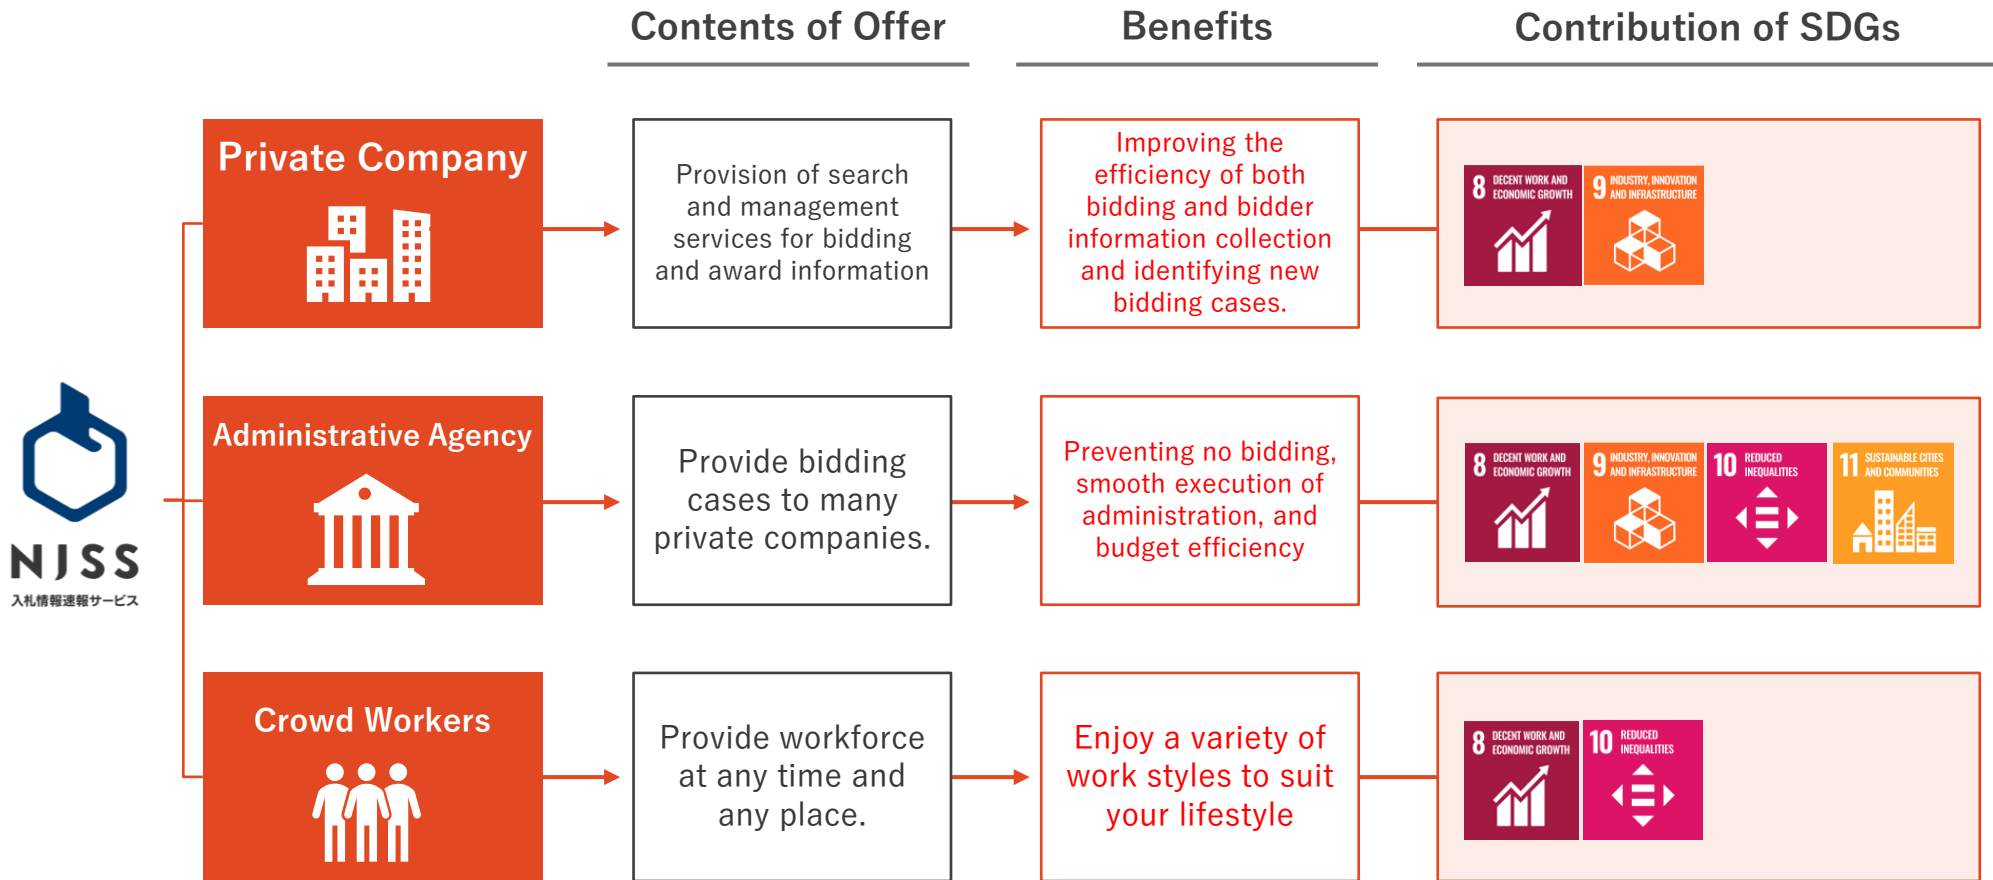 Contents of Offer
Benefits
Contribution of SDGs
Private Company
Provision of search
and management
services for bidding
and award information
Improving the
efficiency of both
bidding and bidder
information collection
and identifying new
bidding cases.
8 DECENT WORK AND
ECONOMIC GROWTH
9 INDUSTRY, INNOVATION
AND INFRASTRUCTURE
NJSS
入札情報速報サービス
Administrative Agency
Provide bidding
cases to many
private companies.
Preventing no bidding,
smooth execution of
administration, and
budget efficiency
8 DECENT WORK AND
ECONOMIC GROWTH
9 INDUSTRY, INNOVATION
AND INFRASTRUCTURE
10 REDUCED
INEQUALITIES
11 SUSTAINABLE CITIES
AND COMMUNITIES
Crowd Workers
Provide workforce
at any time and
any place.
Enjoy a variety of
work styles to suit
your lifestyle
8 DECENT WORK AND
ECONOMIC GROWTH
10 REDUCED
INEQUALITIES